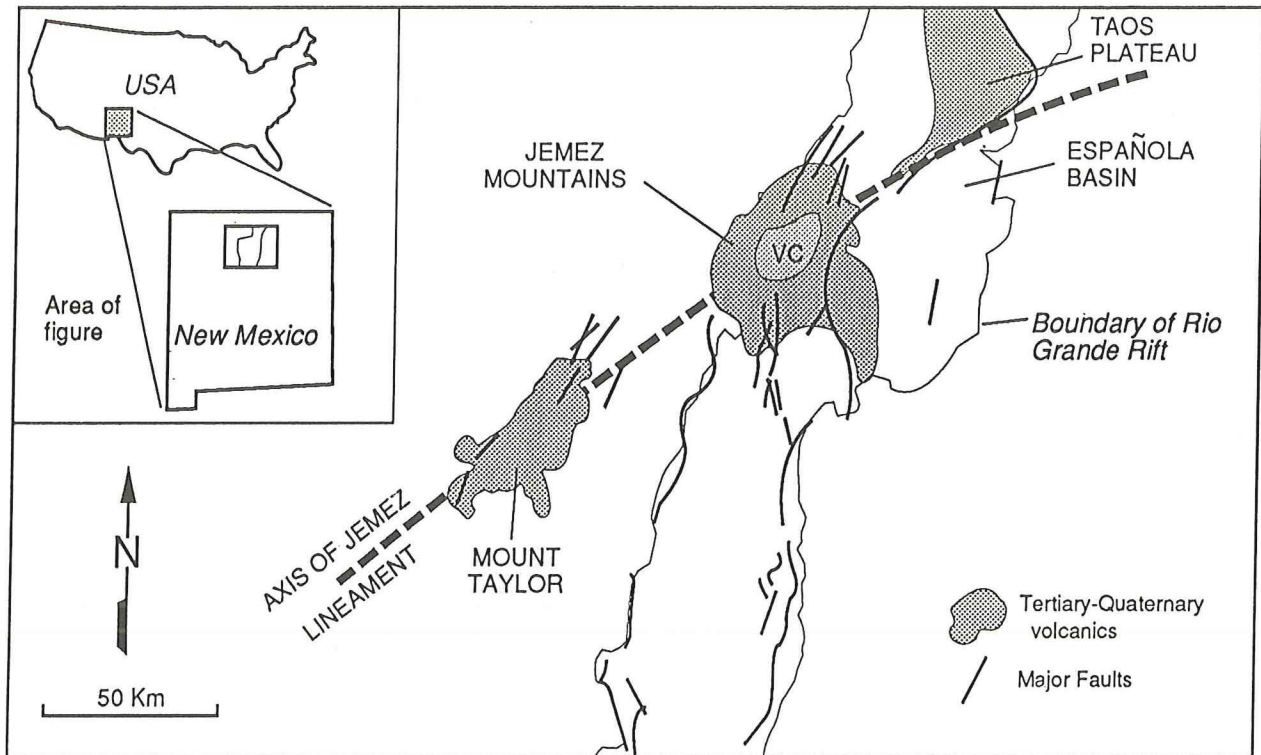 USA
Area of
figure
New Mexico
TAOS
PLATEAU
JEMEZ
MOUNTAINS
ESPAÑOLA
BASIN
VC
Boundary of Rio
Grande Rift
AXIS OF JEMEZ
LINEAMENT
MOUNT
TAYLOR
N
50 Km
Tertiary-Quaternary
volcanics
Major Faults